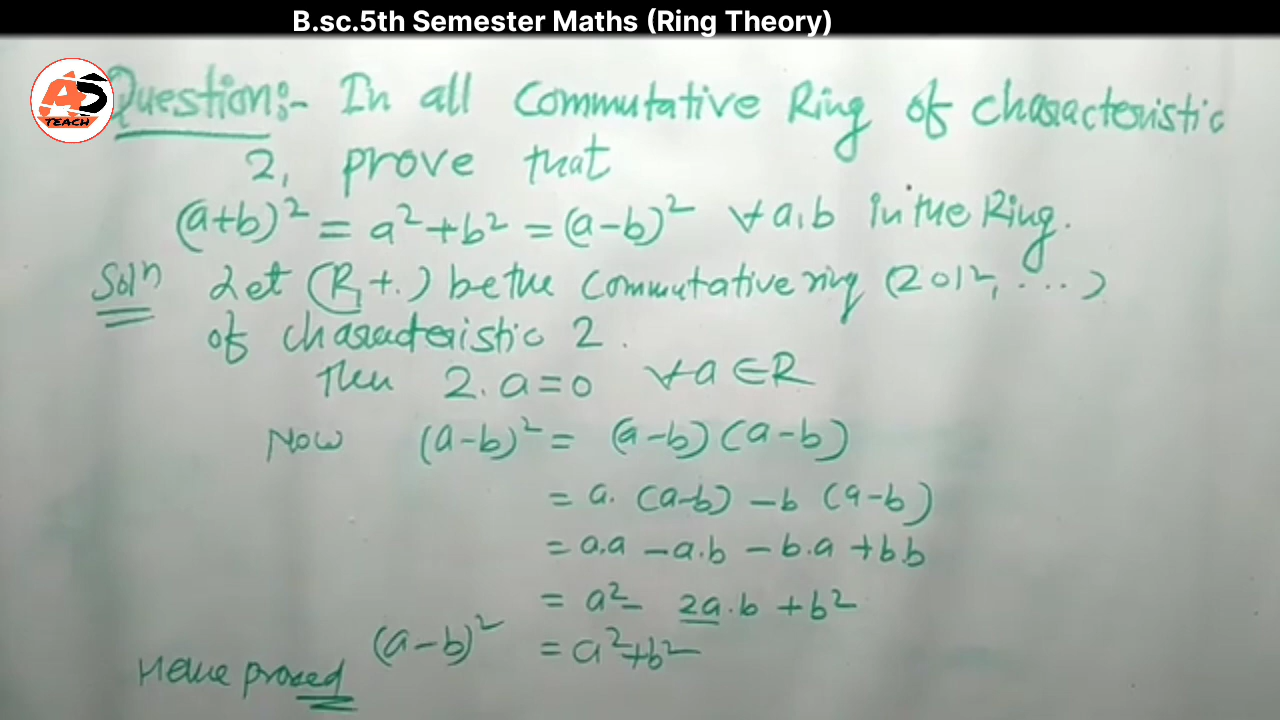 B.sc.5th Semester Maths (Ring Theory)
AS
TEACH
Question:- In all Commutative Ring of characteristic
2, prove that
(a+b)² = a²+b² = (a-b)² ∀ a,b in the Ring.
Solⁿ Let (R,+.) be the Commutative ring (2012, ....)
of characteristic 2.
Then 2.a=0 ∀a∈R
Now (a-b)² = (a-b)(a-b)
= a.(a-b) -b (a-b)
= a.a -a.b -b.a +b.b
= a²- 2a.b +b²
(a-b)² = a²+b²
Hence proved